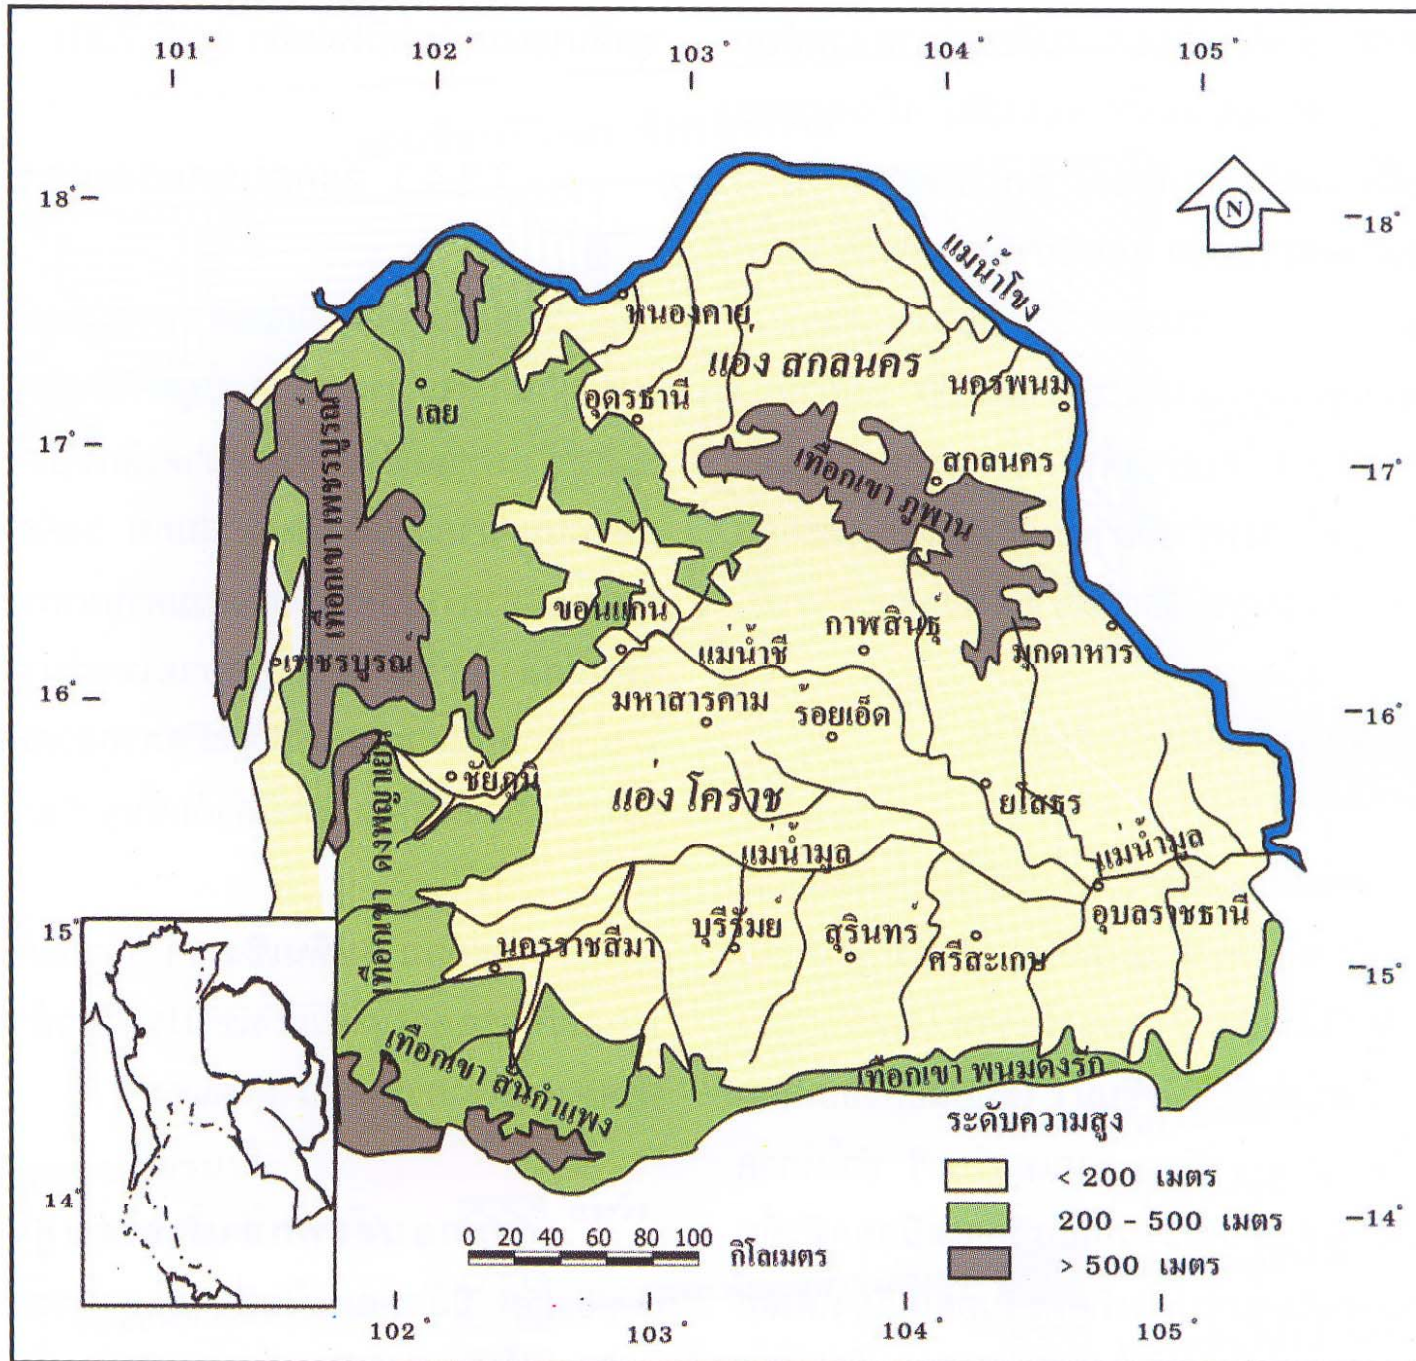 101° 102° 103° 104° 105°
N
18° 18°
แม่น้ำโขง
หนองคาย
แอ่ง สกลนคร
นครพนม
เลย
อุดรธานี
17° 17°
สกลนคร
เทือกเขา ภูพาน
เทือกเขา เพชรบูรณ์
ขอนแก่น
กาฬสินธุ์
แม่น้ำชี
มุกดาหาร
เพชรบูรณ์
16° 16°
มหาสารคาม
ร้อยเอ็ด
ชัยภูมิ
แอ่ง โคราช
ยโสธร
เทือกเขา ดงพญาเย็น
แม่น้ำมูล
แม่น้ำมูล
15° 15°
นครราชสีมา
บุรีรัมย์
สุรินทร์
ศรีสะเกษ
อุบลราชธานี
เทือกเขา สันกำแพง
เทือกเขา พนมดงรัก
ระดับความสูง
< 200 เมตร
200 - 500 เมตร
> 500 เมตร
14° 14°
0 20 40 60 80 100
กิโลเมตร
102° 103° 104° 105°